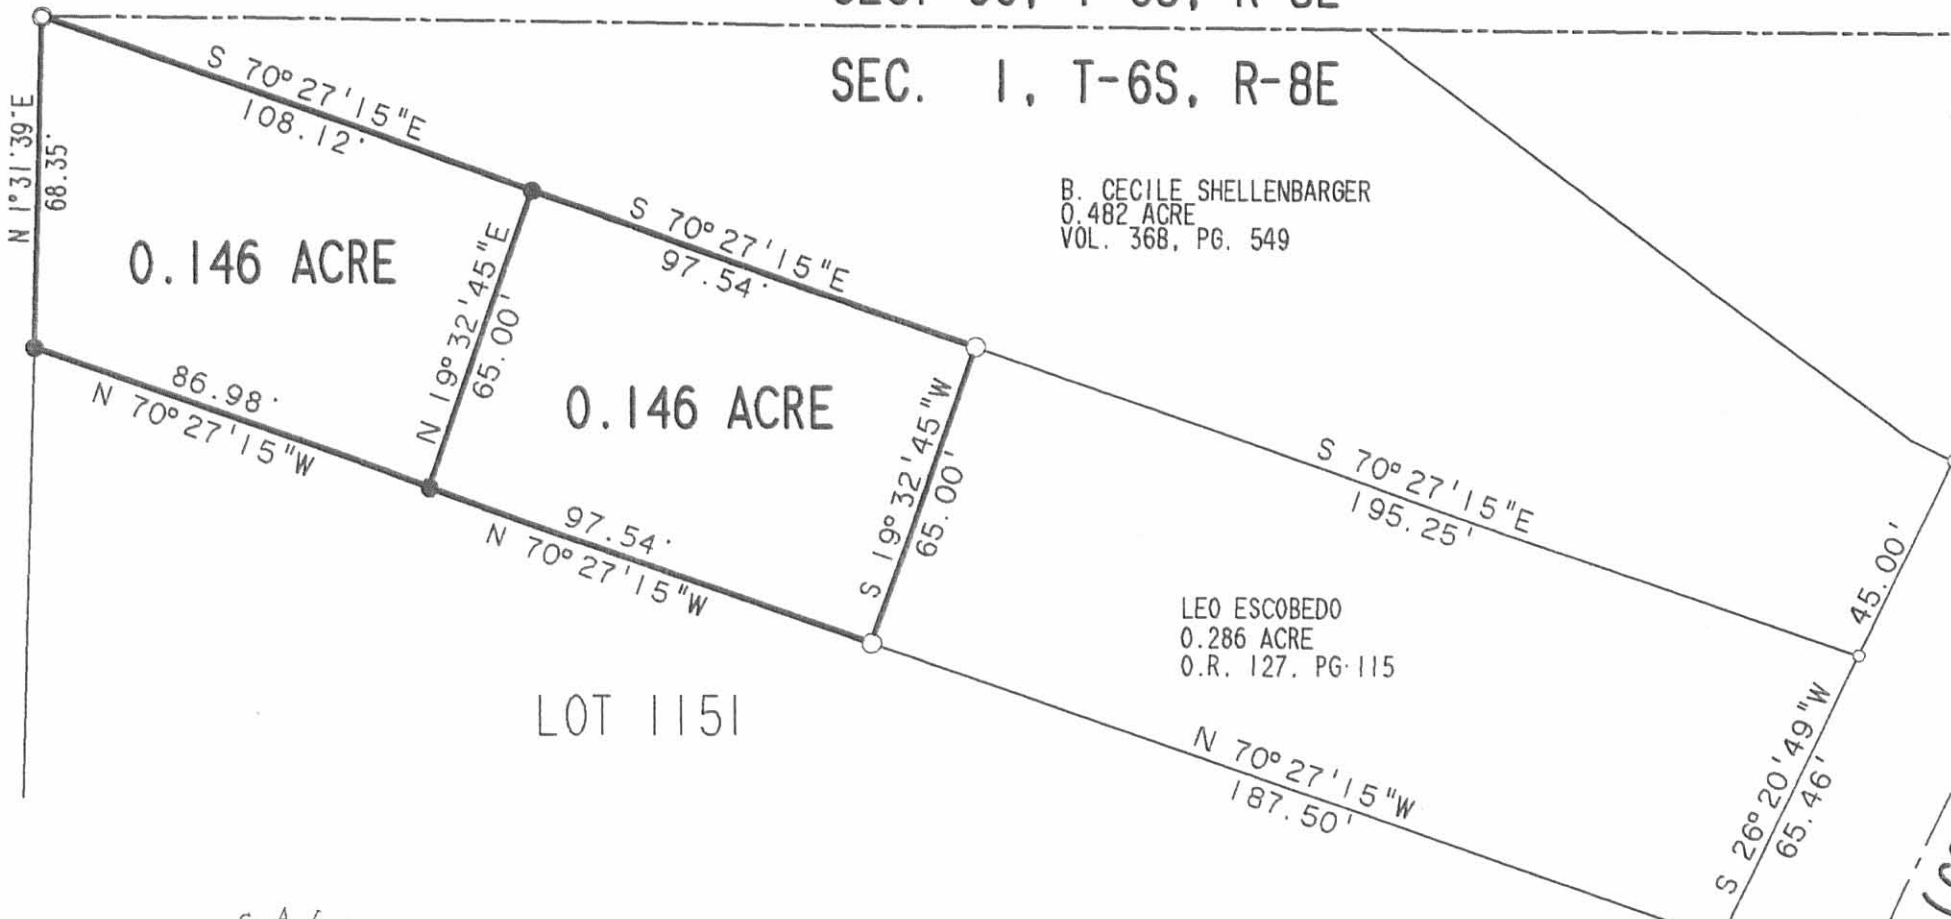 SEC. 1, T-6S, R-8E
S 70°27'15"E
108.12'
N 1°31'39"E
68.35'
0.146 ACRE
N 19°32'45"E
65.00'
S 70°27'15"E
97.54'
B. CECILE SHELLENBARGER
0.482 ACRE
VOL. 368, PG. 549
86.98'
N 70°27'15"W
0.146 ACRE
S 19°32'45"W
65.00'
97.54'
N 70°27'15"W
S 70°27'15"E
195.25'
45.00'
LEO ESCOBEDO
0.286 ACRE
O.R. 127. PG.115
LOT 1151
N 70°27'15"W
187.50'
S 26°20'49"W
65.46'